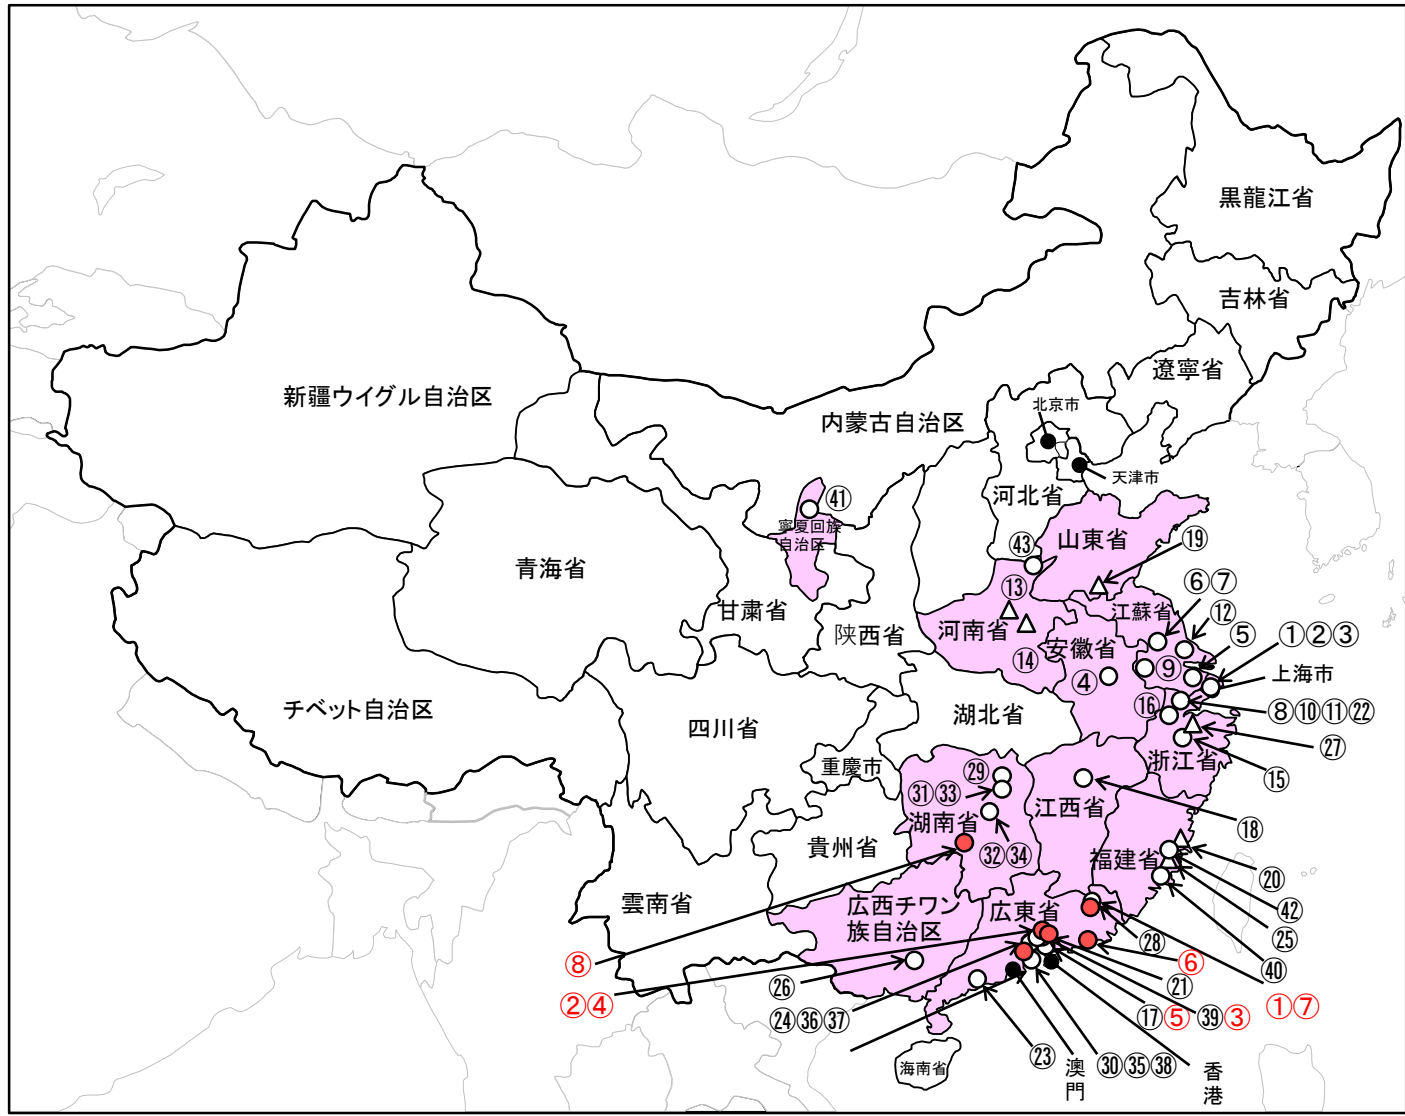 黒龍江省
吉林省
遼寧省
新疆ウイグル自治区
北京市
内蒙古自治区
天津市
河北省
㊶
寧夏回族
自治区
山東省
㊸
⑲
青海省
⑬
⑥⑦
甘粛省
江蘇省
⑫
陕西省
河南省
⑤
①②③
安徽省
⑭
④
⑨
上海市
チベット自治区
四川省
湖北省
⑯
⑧⑩⑪㉒
㉗
浙江省
重慶市
㉙
⑮
㉛㉝
江西省
湖南省
⑱
貴州省
㉜㉞
福建省
⑳
雲南省
広西チワン
族自治区
広東省
㊷
㉘
㉕
⑧
⑥
㊵
㉖
㉑
②④
㉔㊱㊲
⑰⑤
㊴③
①⑦
㉓
海南省
澳門
㉚㉟㊳
香港